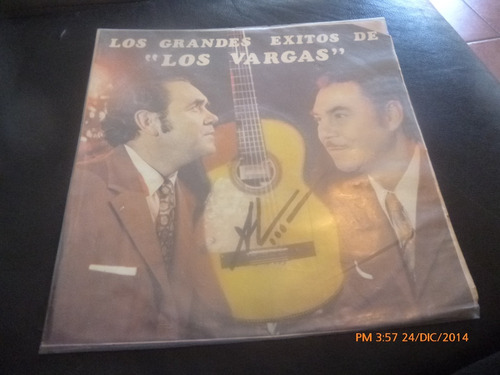 LOS GRANDES EXITOS DE
"LOS VARGAS"
PM 3:57 24/DIC/2014